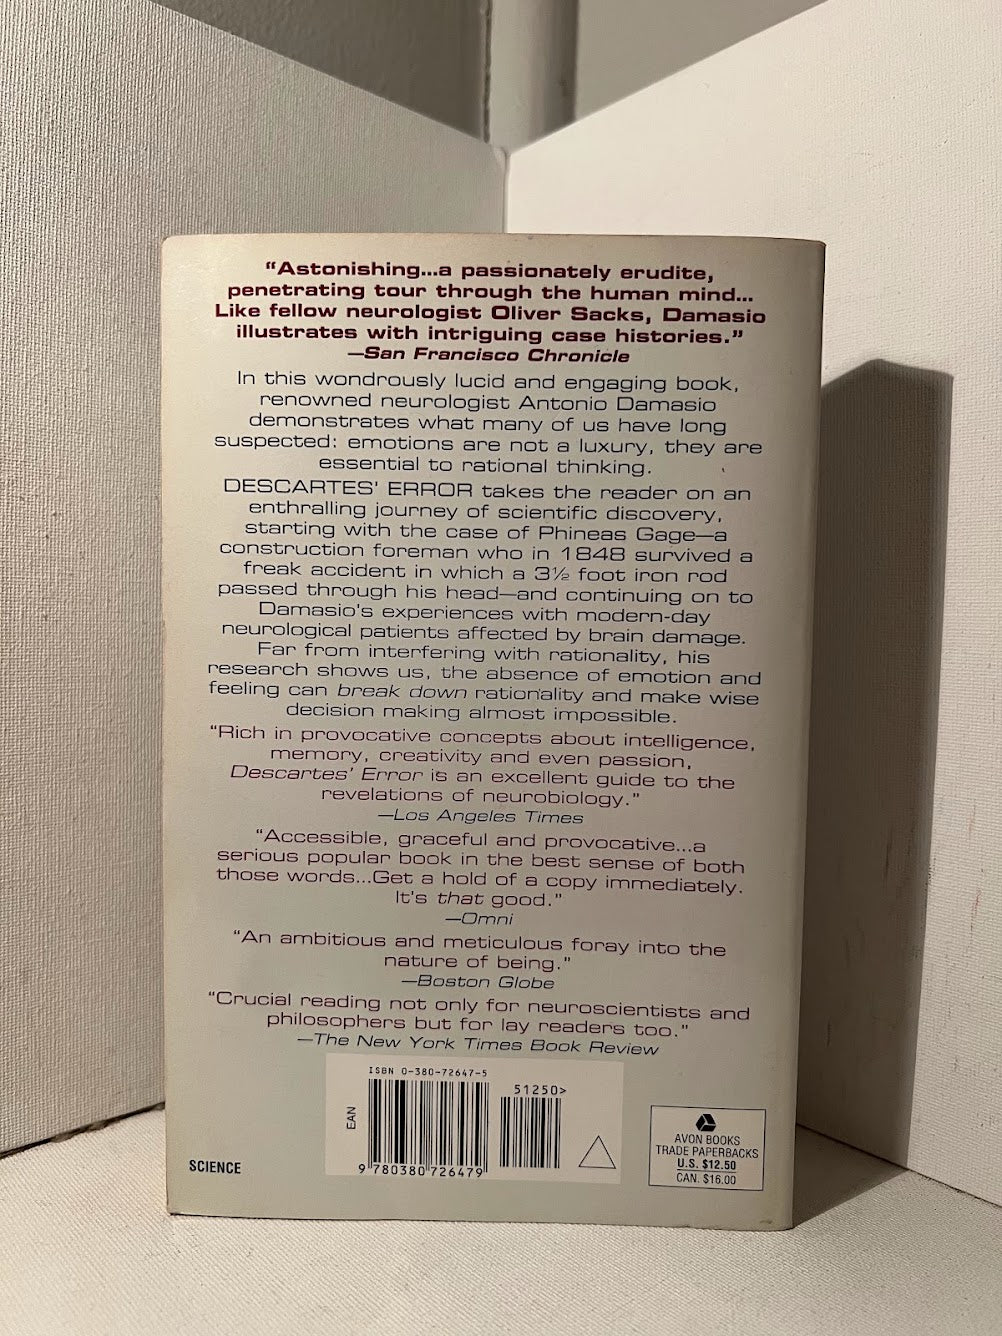 “Astonishing...a passionately erudite,
penetrating tour through the human mind...
Like fellow neurologist Oliver Sacks, Damasio
illustrates with intriguing case histories.”
—San Francisco Chronicle
In this wondrously lucid and engaging book,
renowned neurologist Antonio Damasio
demonstrates what many of us have long
suspected: emotions are not a luxury, they are
essential to rational thinking.
DESCARTES’ ERROR takes the reader on an
enthralling journey of scientific discovery,
starting with the case of Phineas Gage—a
construction foreman who in 1848 survived a
freak accident in which a 3½ foot iron rod
passed through his head—and continuing on to
Damasio’s experiences with modern-day
neurological patients affected by brain damage.
Far from interfering with rationality, his
research shows us, the absence of emotion and
feeling can break down rationality and make wise
decision making almost impossible.
“Rich in provocative concepts about intelligence,
memory, creativity and even passion,
Descartes’ Error is an excellent guide to the
revelations of neurobiology.”
—Los Angeles Times
“Accessible, graceful and provocative...a
serious popular book in the best sense of both
those words...Get a hold of a copy immediately.
It’s that good.”
—Omni
“An ambitious and meticulous foray into the
nature of being.”
—Boston Globe
“Crucial reading not only for neuroscientists and
philosophers but for lay readers too.”
—The New York Times Book Review
ISBN 0-380-72647-5
51250>
EAN
9 780380 726479
SCIENCE
AVON BOOKS
TRADE PAPERBACKS
U.S. $12.50
CAN. $16.00